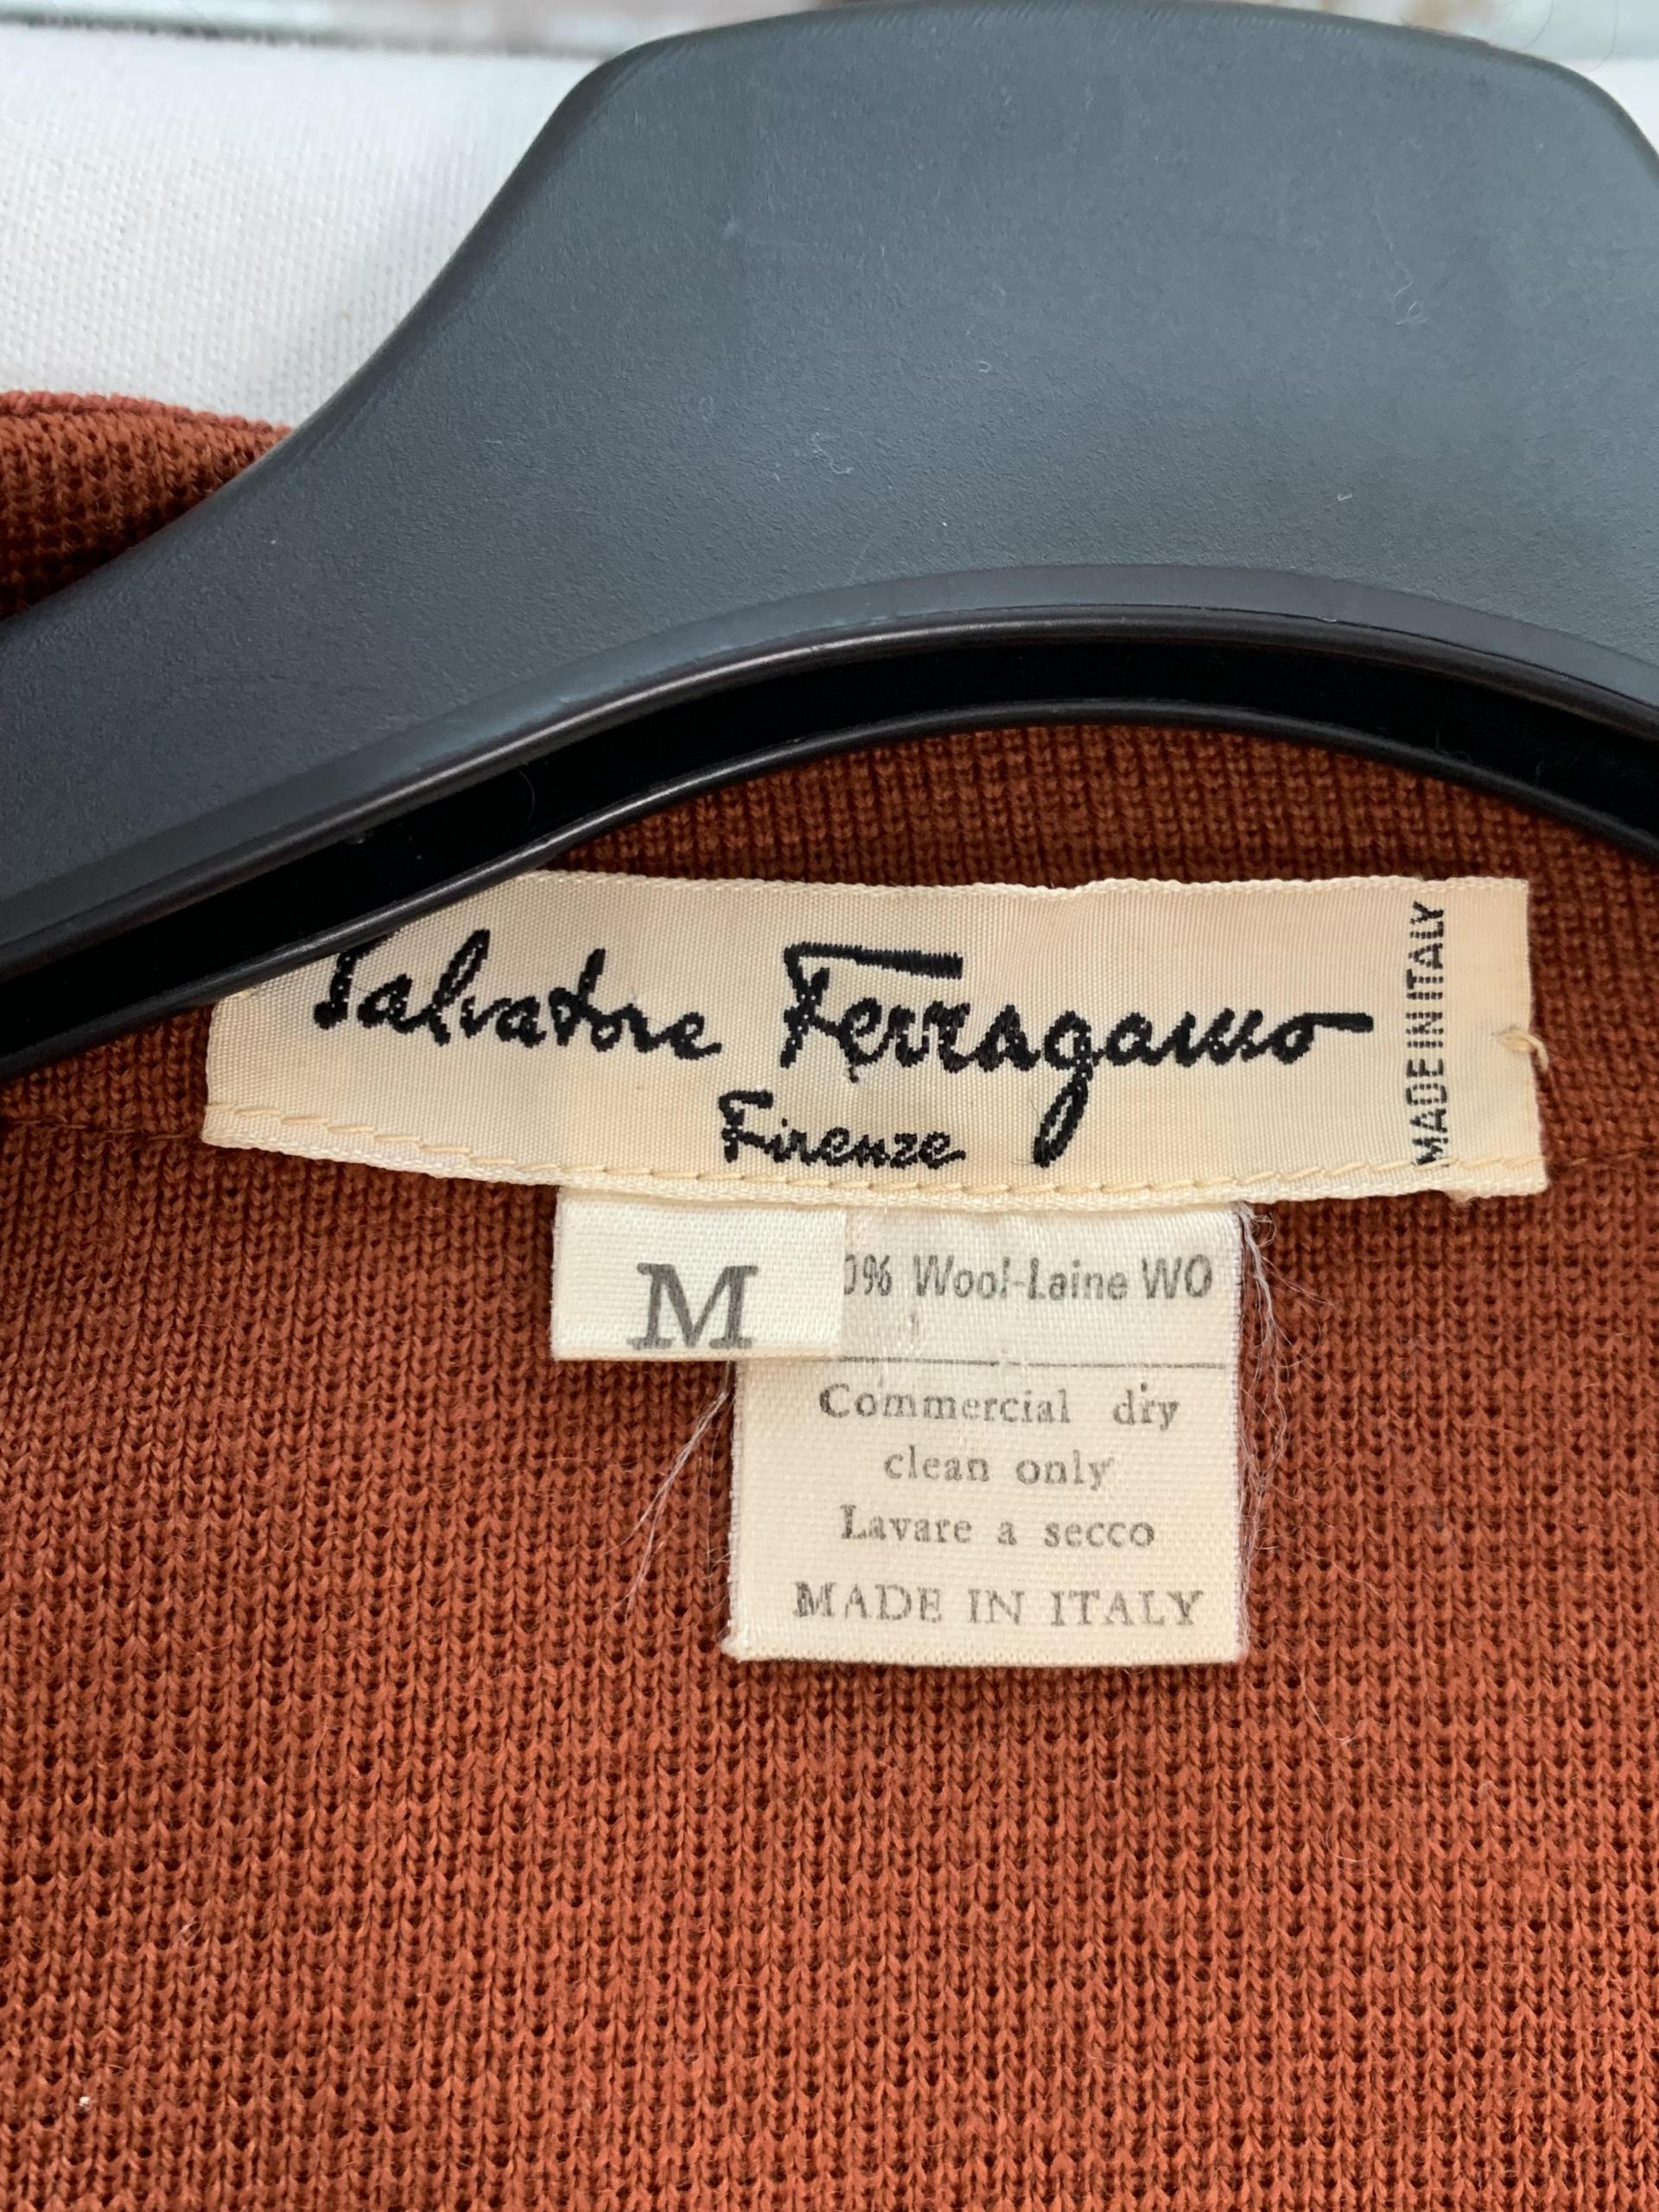 Salvatore Ferragamo
Firenze
MADE IN ITALY
M
0% Wool-Laine WO
Commercial dry
clean only
Lavare a secco
MADE IN ITALY